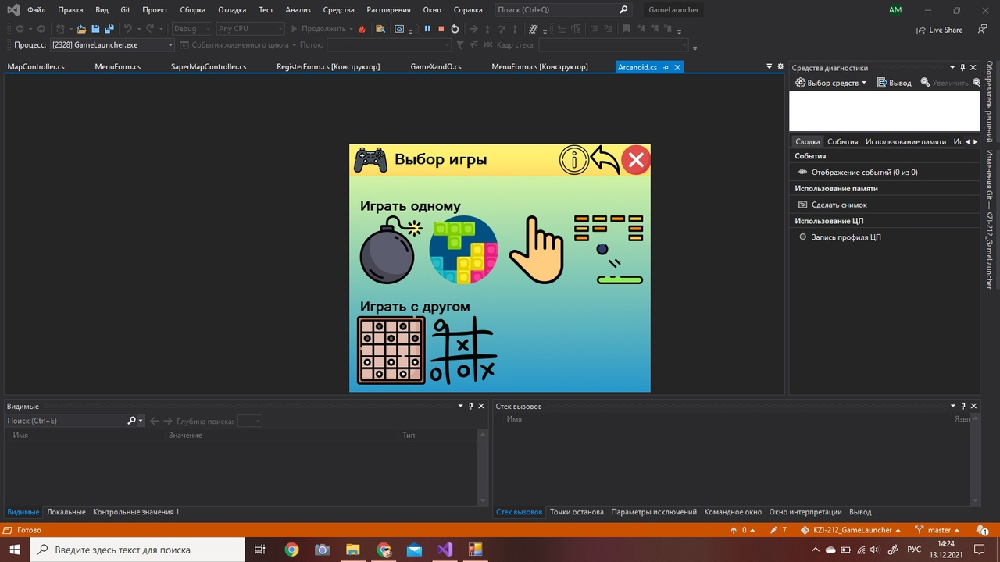 Файл Правка Вид Git Проект Сборка Отладка Тест Анализ Средства Расширения Окно Справка Поиск (Ctrl+Q) GameLauncher AM
Debug Any CPU Продолжить Live Share
Процесс: [2328] GameLauncher.exe События жизненного цикла Поток: Кадр стека:
MapController.cs MenuForm.cs SaperMapController.cs RegisterForm.cs [Конструктор] GameXandO.cs MenuForm.cs [Конструктор] Arcanoid.cs
Средства диагностики
Выбор средств Вывод Увеличить
Сводка События Использование памяти Ис
События
Отображение событий (0 из 0)
Использование памяти
Сделать снимок
Использование ЦП
Запись профиля ЦП
Обозреватель решений
Изменения Git — KZI-212_GameLauncher
Выбор игры
Играть одному
Играть с другом
Видимые
Поиск (Ctrl+E) Глубина поиска:
Имя Значение Тип
Видимые Локальные Контрольные значения 1
Стек вызовов
Имя Язык
Стек вызовов Точки останова Параметры исключений Командное окно Окно интерпретации Вывод
Готово 0 7 KZI-212_GameLauncher master 1
Введите здесь текст для поиска РУС 14:24
13.12.2021